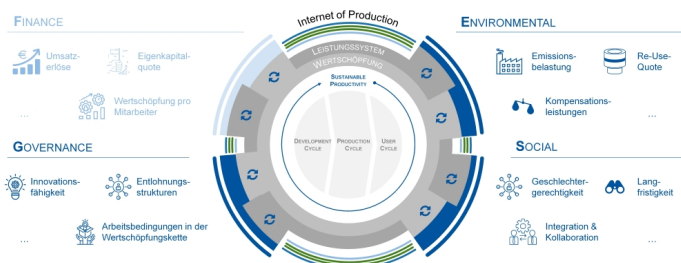 Internet of Production
FINANCE
Umsatz-
erlöse
Eigenkapital-
quote
Wertschöpfung pro
Mitarbeiter
...
GOVERNANCE
Innovations-
fähigkeit
Entlohnungs-
strukturen
Arbeitsbedingungen in der
Wertschöpfungskette
...
LEISTUNGSSYSTEM
WERTSCHÖPFUNG
SUSTAINABLE
PRODUCTIVITY
DEVELOPMENT
CYCLE
PRODUCTION
CYCLE
USER
CYCLE
ENVIRONMENTAL
Emissions-
belastung
Re-Use-
Quote
Kompensations-
leistungen
...
SOCIAL
Geschlechter-
gerechtigkeit
Lang-
fristigkeit
Integration &
Kollaboration
...